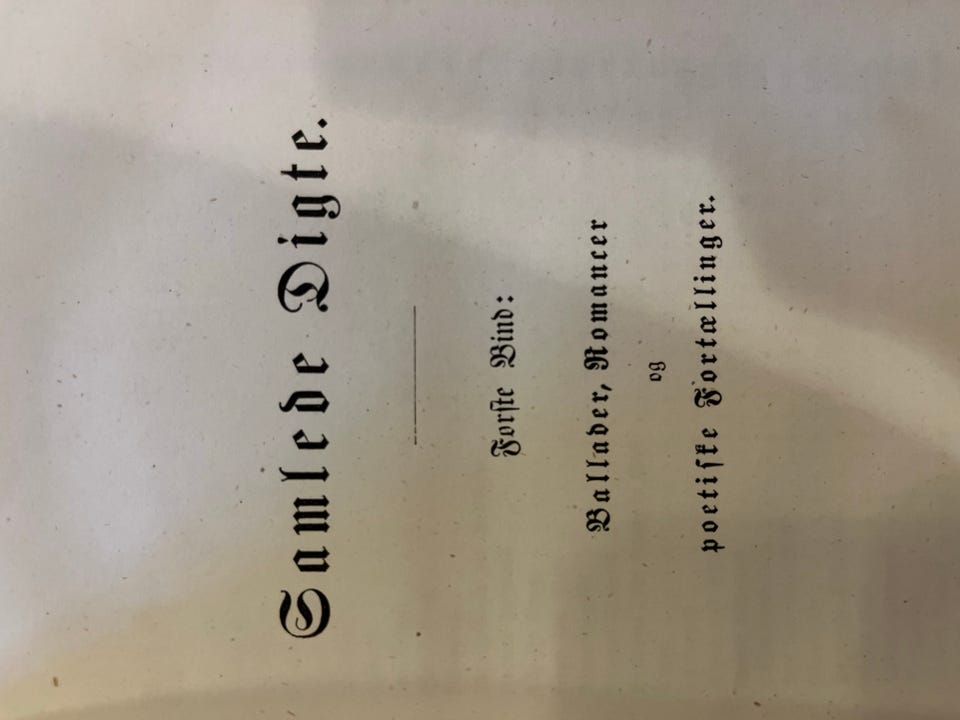 Samlede Digte.
Første Bind:
Ballader, Romancer
og
poetiske Fortællinger.